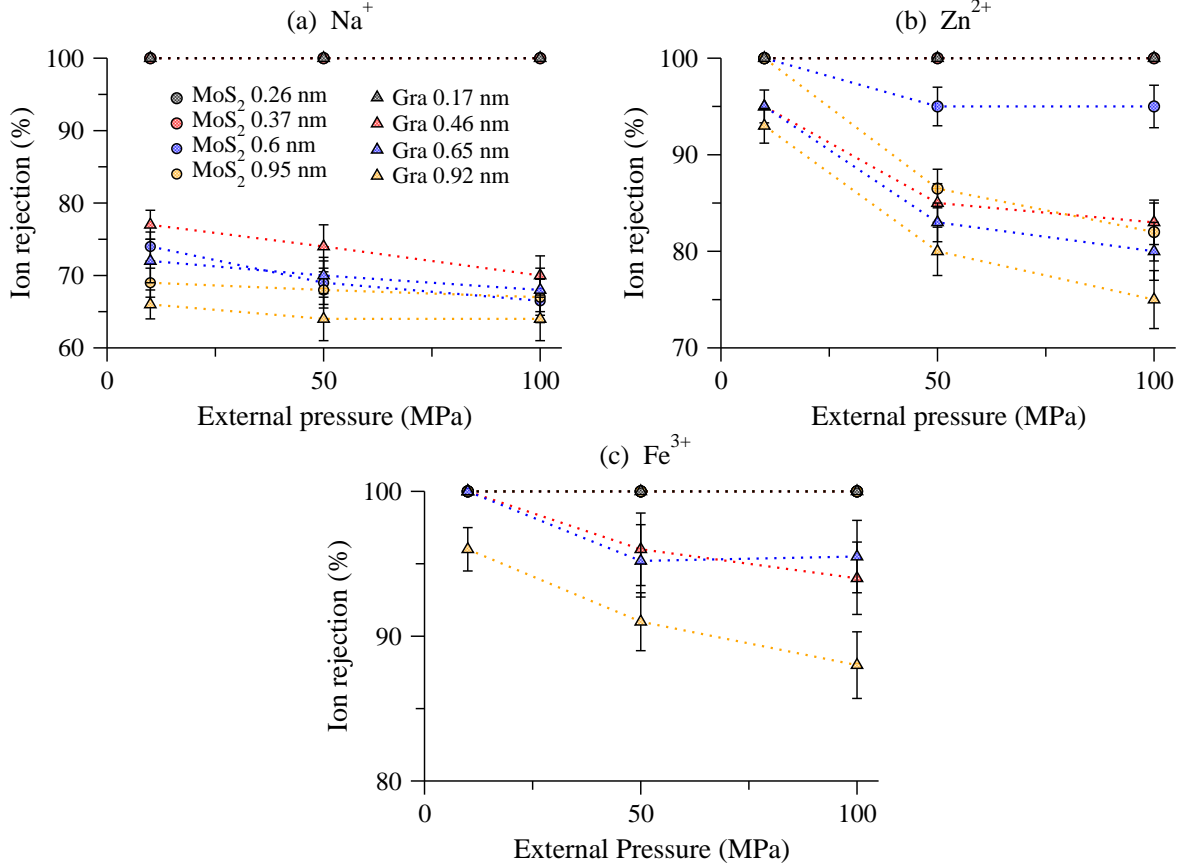 (a) Na⁺
Ion rejection (%)
100
90
80
70
60
0
50
100
External pressure (MPa)
MoS₂ 0.26 nm
MoS₂ 0.37 nm
MoS₂ 0.6 nm
MoS₂ 0.95 nm
Gra 0.17 nm
Gra 0.46 nm
Gra 0.65 nm
Gra 0.92 nm
(b) Zn²⁺
Ion rejection (%)
100
90
80
70
0
50
100
External pressure (MPa)
(c) Fe³⁺
Ion rejection (%)
100
90
80
0
50
100
External Pressure (MPa)